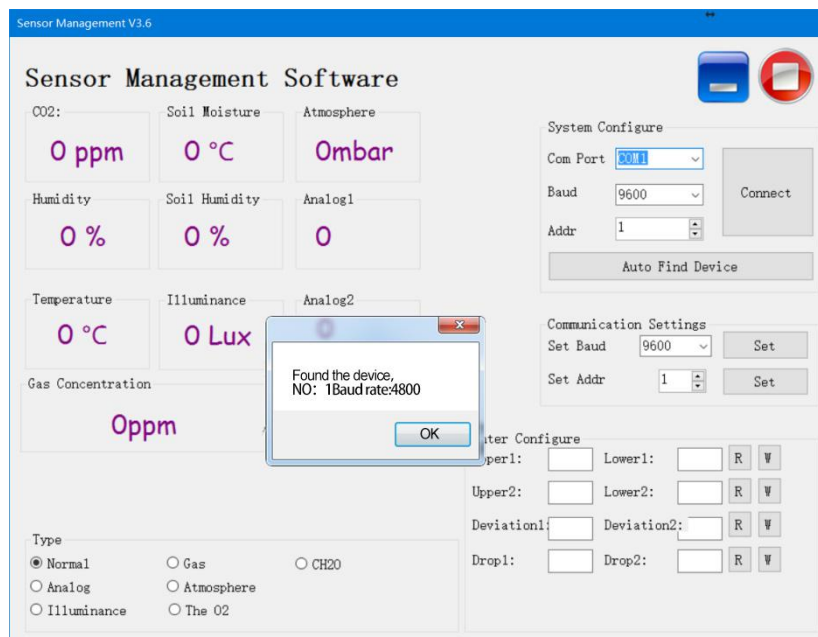 Sensor Management V3.6
Sensor Management Software
CO2: Soil Moisture Atmosphere
0 ppm 0 °C 0mbar
Humidity Soil Humidity Analog1
0 % 0 % 0
Temperature Illuminance Analog2
0 °C 0 Lux 0
Gas Concentration
0ppm
System Configure
Com Port COM1
Baud 9600
Connect
Addr 1
Auto Find Device
Communication Settings
Set Baud 9600 Set
Set Addr 1 Set
Found the device,
NO: 1Baud rate:4800
OK
Configure
Lower1: R W
Upper2: Lower2: R W
Deviation1: Deviation2: R W
Drop1: Drop2: R W
Type
Normal Gas CH20
Analog Atmosphere
Illuminance The O2